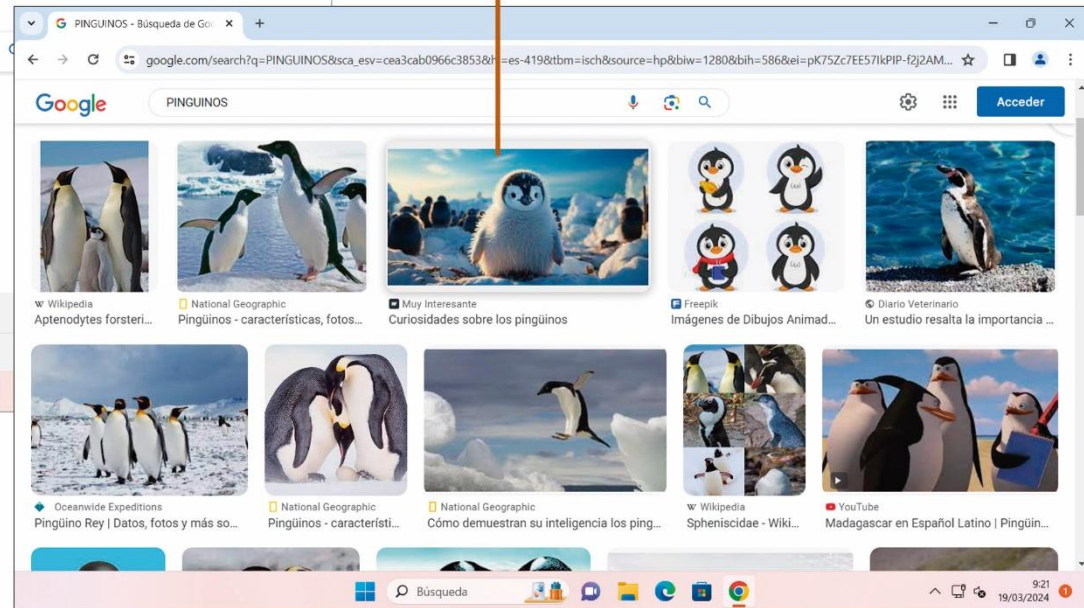 PINGUINOS - Búsqueda de Goo
google.com/search?q=PINGUINOS&sca_esv=cea3cab0966c3853&hl=es-419&tbm=isch&source=hp&biw=1280&bih=586&ei=pK75Zc7EE57IkPIP-f2j2AM...
Google
PINGUINOS
Acceder
W Wikipedia
Aptenodytes forsteri...
National Geographic
Pingüinos - características, fotos...
Muy Interesante
Curiosidades sobre los pingüinos
Freepik
Imágenes de Dibujos Animad...
Diario Veterinario
Un estudio resalta la importancia ...
Oceanwide Expeditions
Pingüino Rey | Datos, fotos y más so...
National Geographic
Pingüinos - característi...
National Geographic
Cómo demuestran su inteligencia los ping...
W Wikipedia
Spheniscidae - Wiki...
YouTube
Madagascar en Español Latino | Pingüin...
Búsqueda
9:21
19/03/2024
1